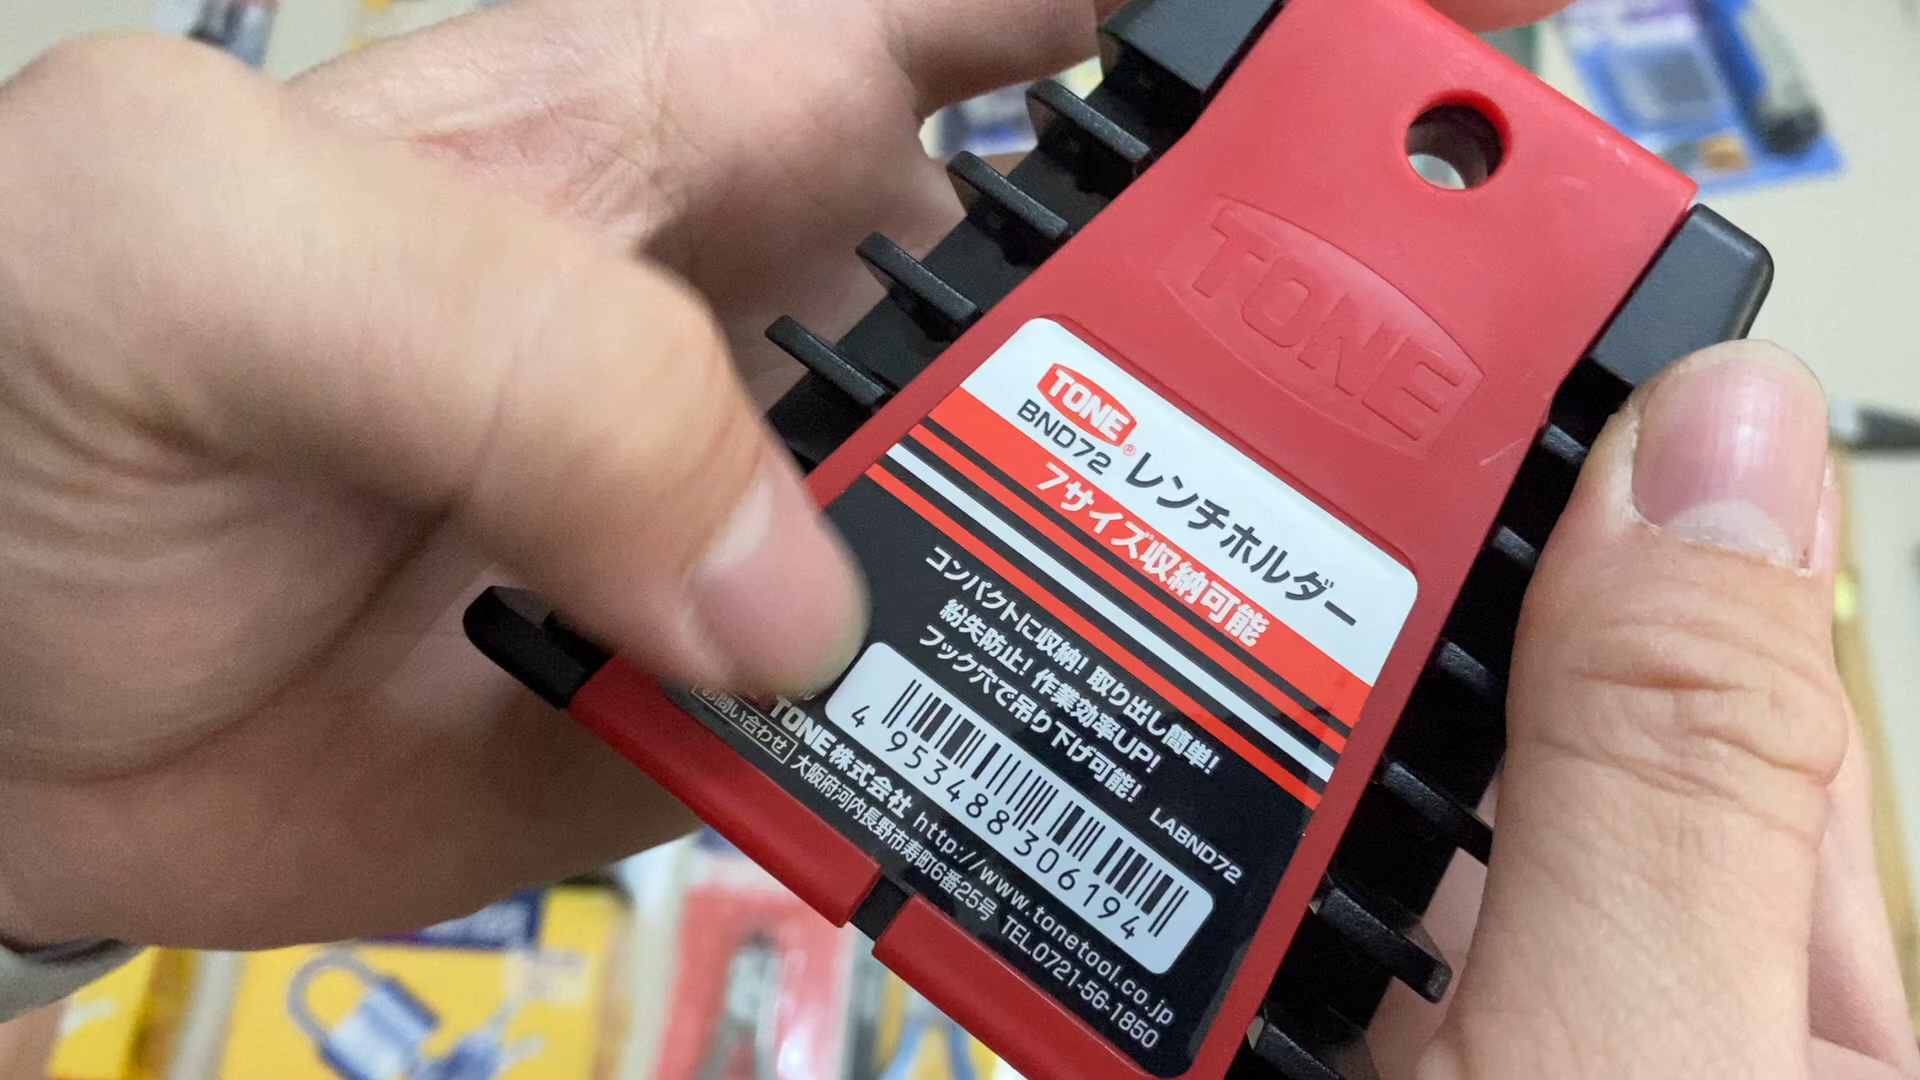 TONE
TONE®
BND72 レンチホルダー
7サイズ収納可能
コンパクトに収納! 取り出し簡単!
紛失防止! 作業効率UP!
フック穴で吊り下げ可能!
LABND72
4 953488 306194
お問い合わせ
TONE株式会社 http://www.tonetool.co.jp
大阪府河内長野市寿町6番25号 TEL.0721-56-1850